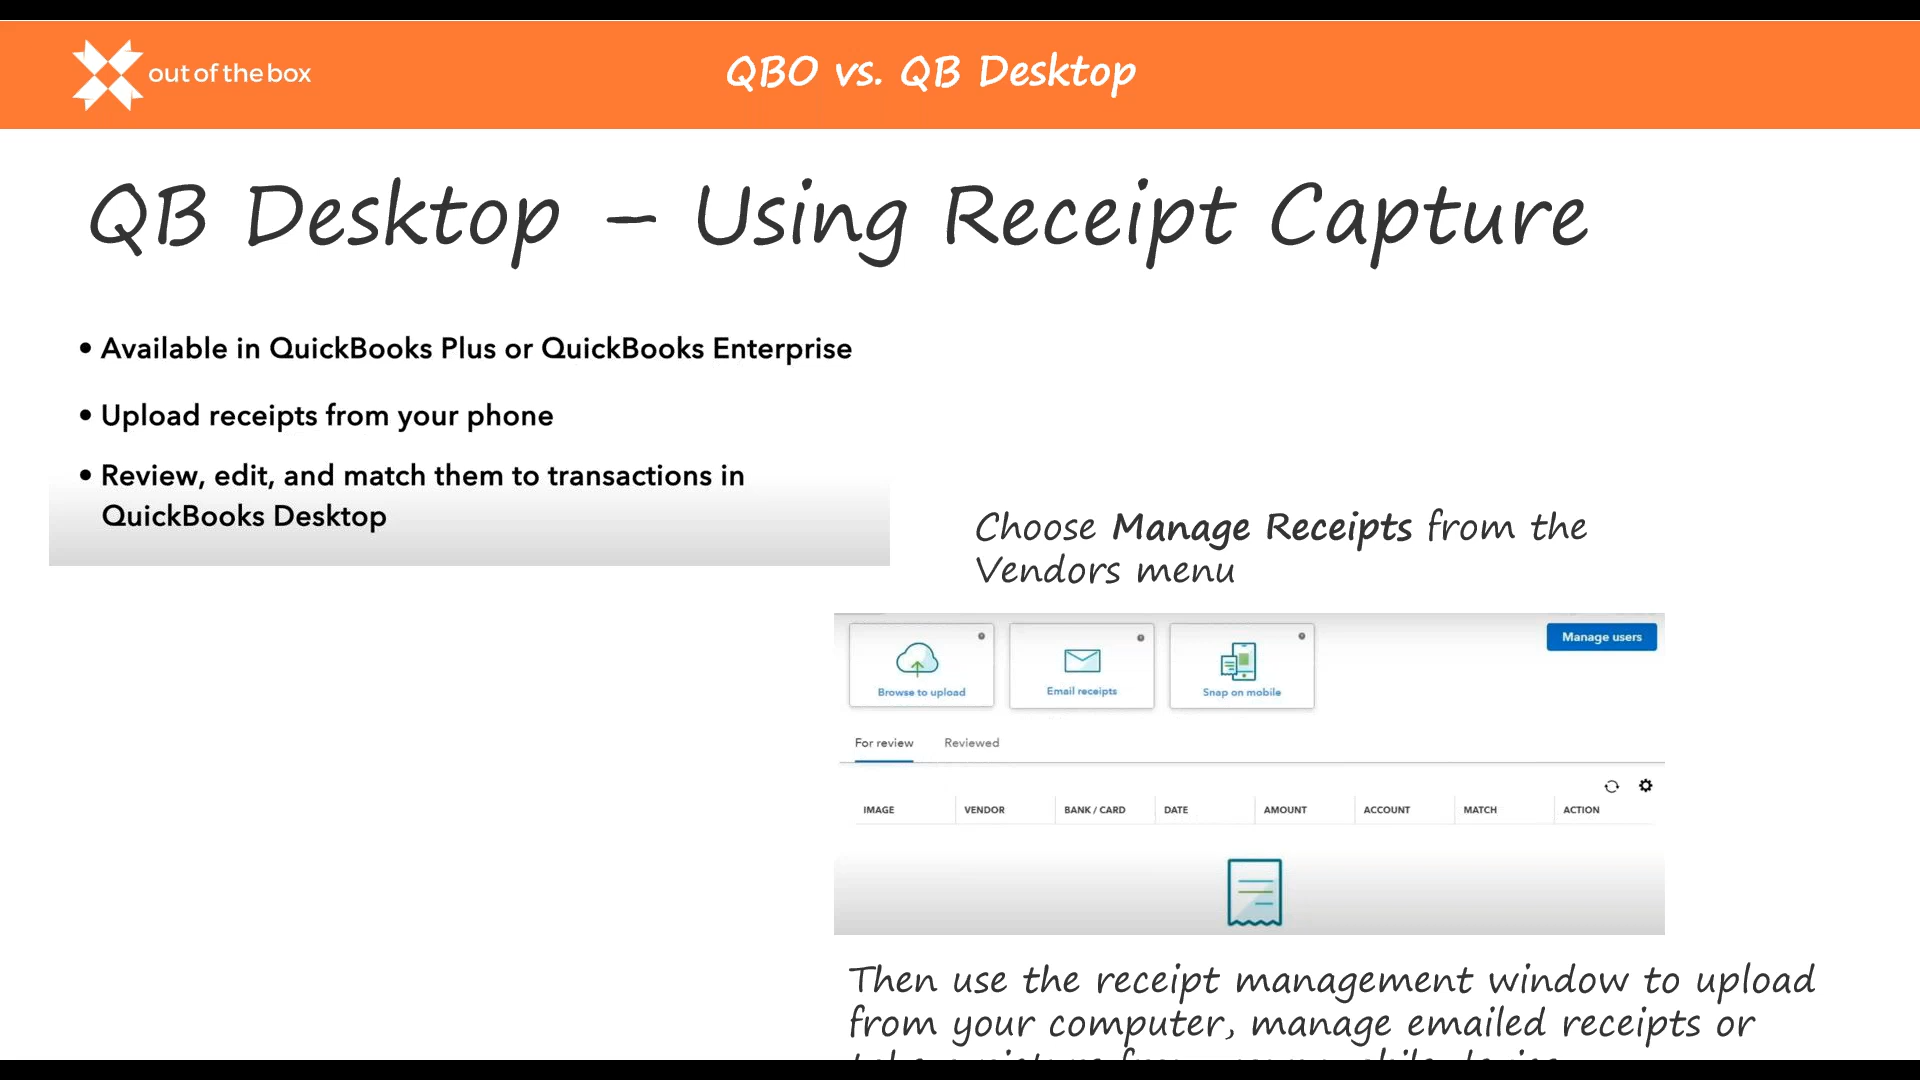 out of the box
QBO vs. QB Desktop
QB Desktop – Using Receipt Capture
• Available in QuickBooks Plus or QuickBooks Enterprise
• Upload receipts from your phone
• Review, edit, and match them to transactions in
QuickBooks Desktop
Choose Manage Receipts from the
Vendors menu
Browse to upload
Email receipts
Snap on mobile
Manage users
For review
Reviewed
IMAGE
VENDOR
BANK / CARD
DATE
AMOUNT
ACCOUNT
MATCH
ACTION
Then use the receipt management window to upload
from your computer, manage emailed receipts or